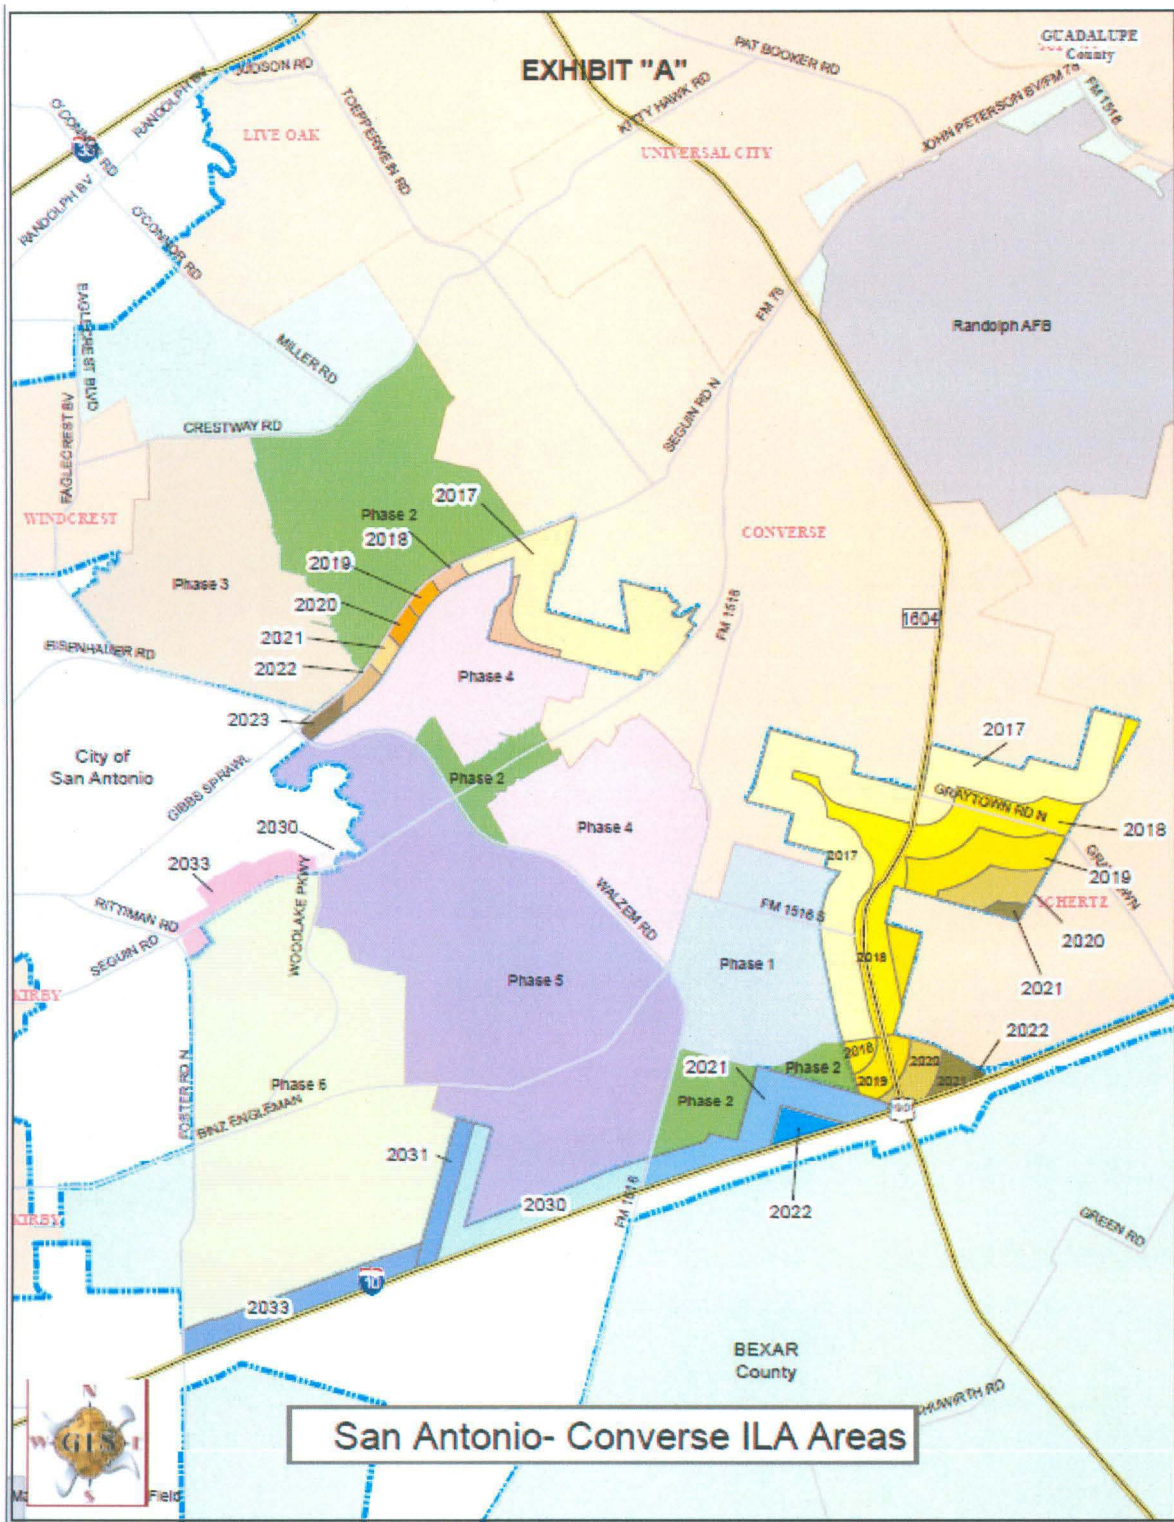 EXHIBIT "A"
GUADALUPE
County
PAT BOOKER RD
JUDSON RD
RANDOLPH BV
O'CONNOR RD
TOEPPERWEIN RD
KITTY HAWK RD
JOHN PETERSON BV/FM 78
FM 1518
LIVE OAK
UNIVERSAL CITY
RANDOLPH BV
O'CONNOR RD
FM 78
Randolph AFB
EAGLECREST BLVD
MILLER RD
SEGUIN RD N
EAGLECREST BV
CRESTWAY RD
2017
WINDCREST
Phase 2
CONVERSE
2018
2019
Phase 3
2020
FM 1518
1604
2021
EISENHAUER RD
2022
Phase 4
2023
2017
City of
San Antonio
Phase 2
GIBBS SPRAWL
GRAYTOWN RD N
2030
Phase 4
2018
2033
2017
2019
WOODLAKE PKWY
WALZEM RD
RITTIMAN RD
FM 1516 S
SCHERTZ
2020
SEGUIN RD
Phase 1
2018
KIRBY
Phase 5
2021
2022
2018
2020
Phase 2
2021
Phase 6
2019
2021
FOSTER RD N
BINZ ENGLEMAN
Phase 2
2031
2030
FM 1516
2022
KIRBY
GREEN RD
10
2033
BEXAR
County
San Antonio- Converse ILA Areas
N
W
GIS
S
Field